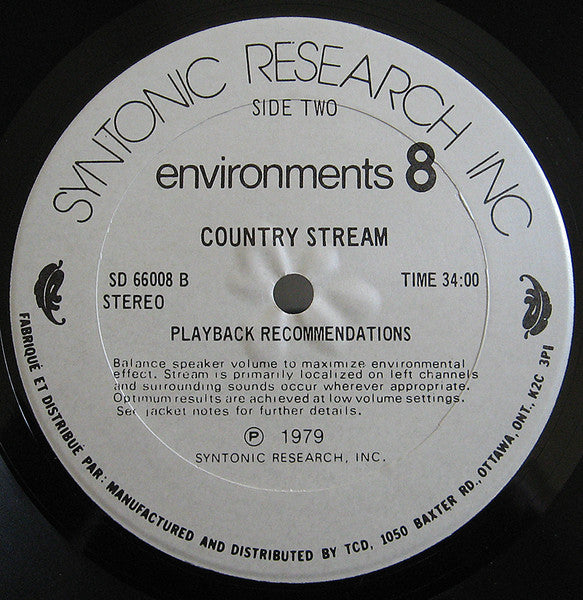 SYNTONIC RESEARCH INC
SIDE TWO
environments 8
COUNTRY STREAM
SD 66008 B
STEREO
TIME 34:00
PLAYBACK RECOMMENDATIONS
Balance speaker volume to maximize environmental
effect. Stream is primarily localized on left channels
and surrounding sounds occur wherever appropriate.
Optimum results are achieved at low volume settings.
See jacket notes for further details.
Ⓟ 1979
SYNTONIC RESEARCH, INC.
FABRIQUÉ ET DISTRIBUÉ PAR: MANUFACTURED AND DISTRIBUTED BY TCD, 1050 BAXTER RD., OTTAWA, ONT., K2C 3P1